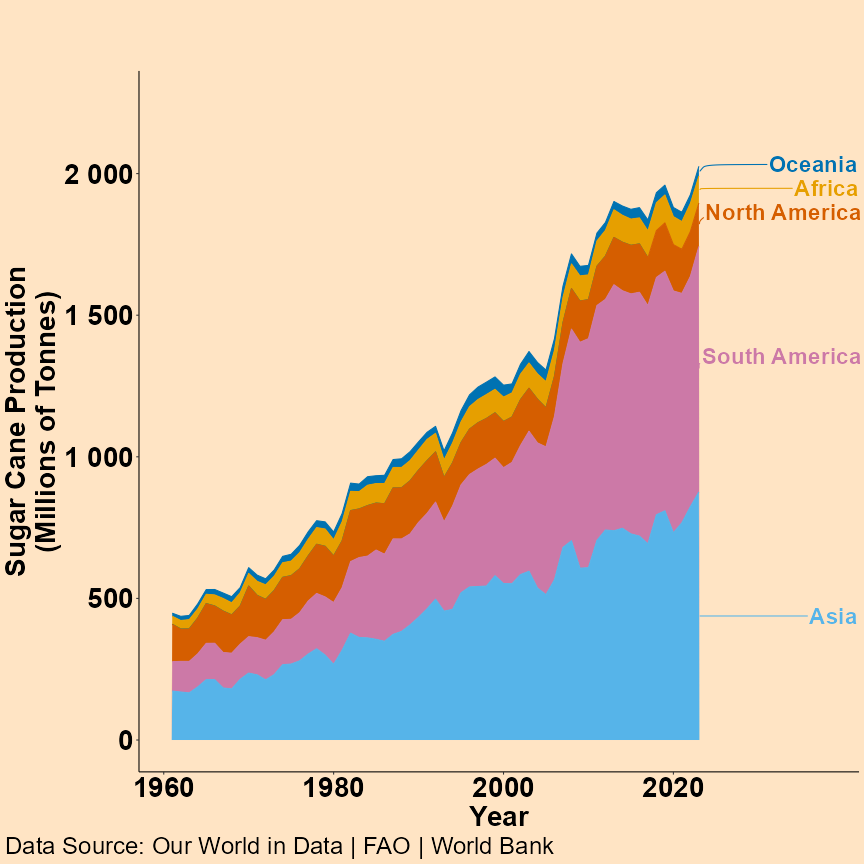 Sugar Cane Production
(Millions of Tonnes)
2 000
1 500
1 000
500
0
1960
1980
2000
2020
Year
Oceania
Africa
North America
South America
Asia
Data Source: Our World in Data | FAO | World Bank